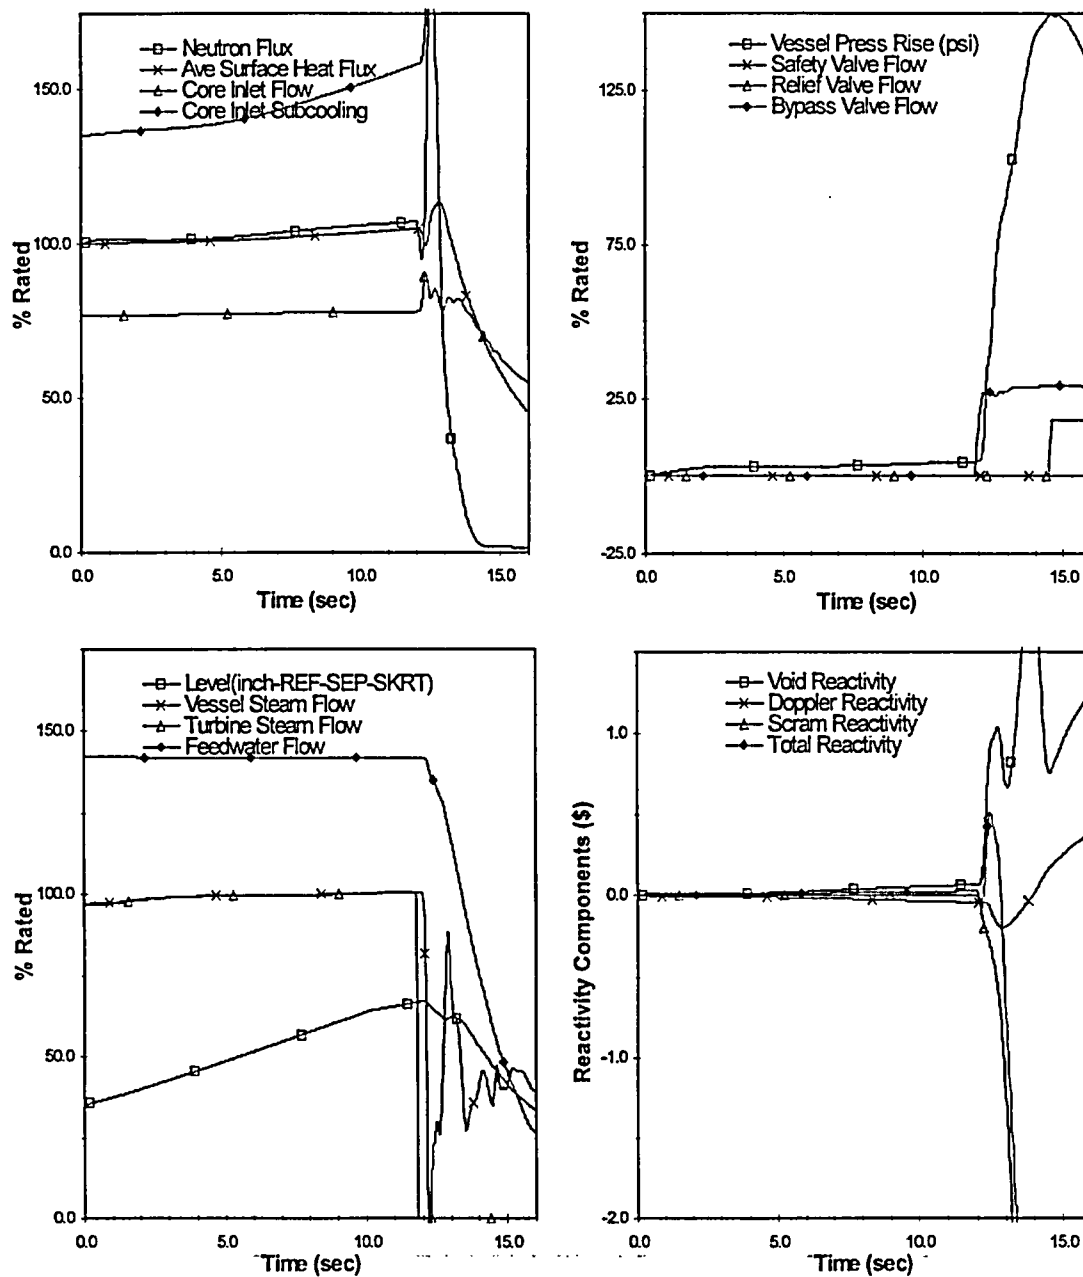 Neutron Flux
Ave Surface Heat Flux
Core Inlet Flow
Core Inlet Subcooling
150.0
100.0
50.0
0.0
% Rated
0.0 5.0 10.0 15.0
Time (sec)
Vessel Press Rise (psi)
Safety Valve Flow
Relief Valve Flow
Bypass Valve Flow
125.0
75.0
25.0
-25.0
% Rated
0.0 5.0 10.0 15.0
Time (sec)
Level(inch-REF-SEP-SKRT)
Vessel Steam Flow
Turbine Steam Flow
Feedwater Flow
150.0
100.0
50.0
0.0
% Rated
0.0 5.0 10.0 15.0
Time (sec)
Void Reactivity
Doppler Reactivity
Scram Reactivity
Total Reactivity
1.0
0.0
-1.0
-2.0
Reactivity Components ($)
0.0 5.0 10.0 15.0
Time (sec)